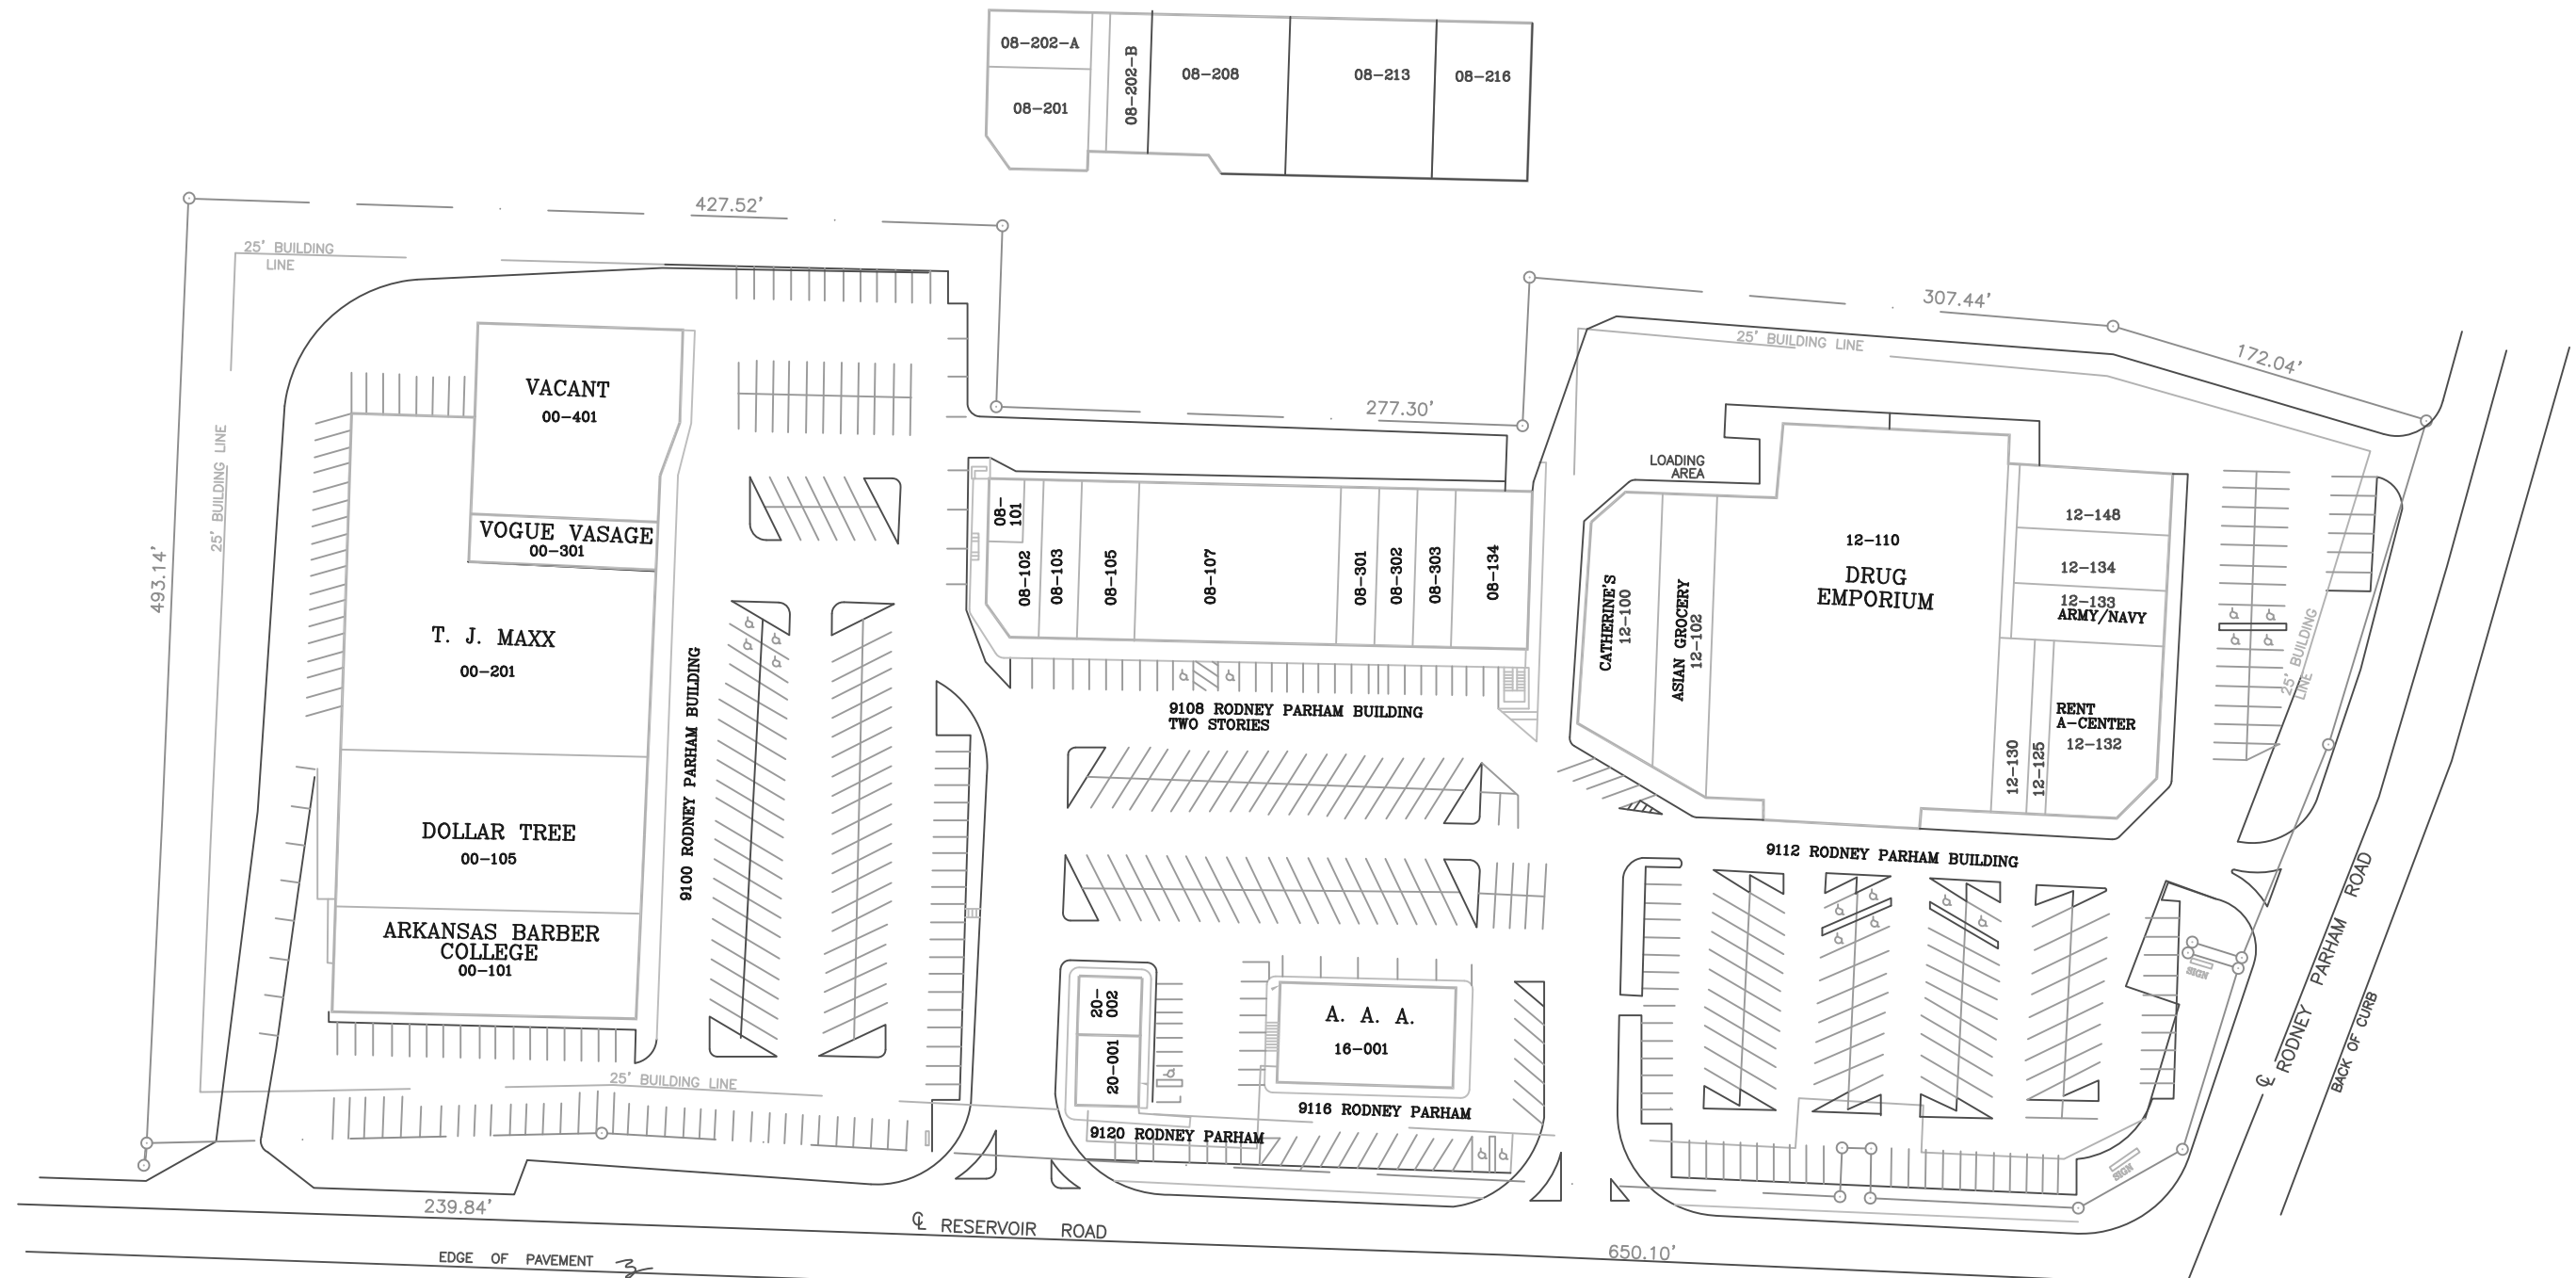 08-202-A
08-201
08-202-B
08-208
08-213
08-216
427.52'
25' BUILDING
LINE
307.44'
25' BUILDING LINE
172.04'
277.30'
493.14'
25' BUILDING LINE
VACANT
00-401
VOGUE VASAGE
00-301
T. J. MAXX
00-201
DOLLAR TREE
00-105
ARKANSAS BARBER
COLLEGE
00-101
9100 RODNEY PARHAM BUILDING
08-
101
08-102
08-103
08-105
08-107
08-301
08-302
08-303
08-134
9108 RODNEY PARHAM BUILDING
TWO STORIES
LOADING
AREA
CATHERINE'S
12-100
ASIAN GROCERY
12-102
12-110
DRUG
EMPORIUM
12-148
12-134
12-133
ARMY/NAVY
RENT
A-CENTER
12-132
12-130
12-125
9112 RODNEY PARHAM BUILDING
25' BUILDING
LINE
20-
002
20-001
A. A. A.
16-001
9116 RODNEY PARHAM
9120 RODNEY PARHAM
25' BUILDING LINE
SIGN
SIGN
℄ RODNEY PARHAM ROAD
BACK OF CURB
239.84'
℄ RESERVOIR ROAD
650.10'
EDGE OF PAVEMENT